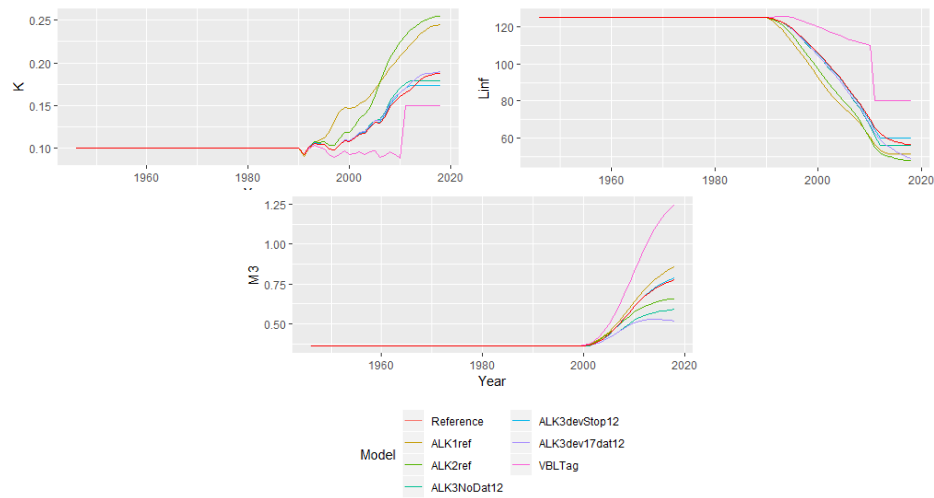 0.25
0.20
0.15
0.10
K
1960
1980
2000
2020
120
100
80
60
Linf
1960
1980
2000
2020
1.25
1.00
0.75
0.50
M 3
1960
1980
2000
2020
Year
Model
Reference
ALK1ref
ALK2ref
ALK3NoDat12
ALK3devStop12
ALK3dev17dat12
VBLTag